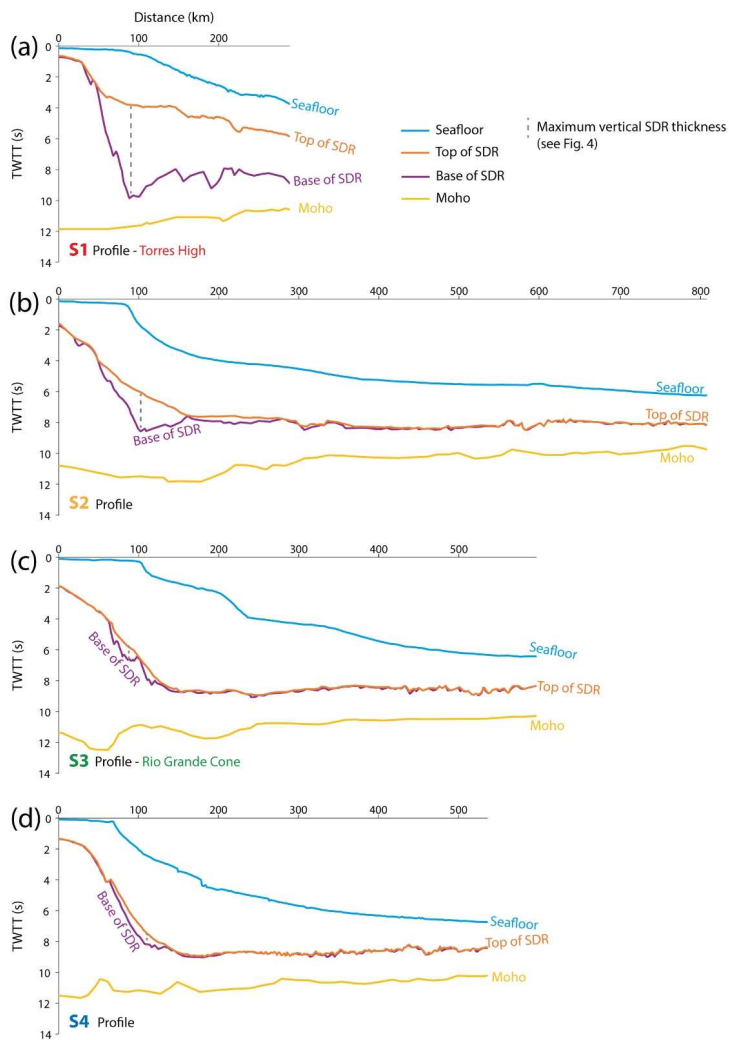 Distance (km)
(a)
0 100 200
0
2
4
6
8
10
12
14
TWTT (s)
Seafloor
Top of SDR
Base of SDR
Moho
S1 Profile - Torres High
Seafloor
Top of SDR
Base of SDR
Moho
Maximum vertical SDR thickness
(see Fig. 4)
(b)
0 100 200 300 400 500 600 700 800
0
2
4
6
8
10
12
14
TWTT (s)
Seafloor
Top of SDR
Base of SDR
Moho
S2 Profile
(c)
0 100 200 300 400 500
0
2
4
6
8
10
12
14
TWTT (s)
Base of SDR
Seafloor
Top of SDR
Moho
S3 Profile - Rio Grande Cone
(d)
0 100 200 300 400 500
0
2
4
6
8
10
12
14
TWTT (s)
Base of SDR
Seafloor
Top of SDR
Moho
S4 Profile